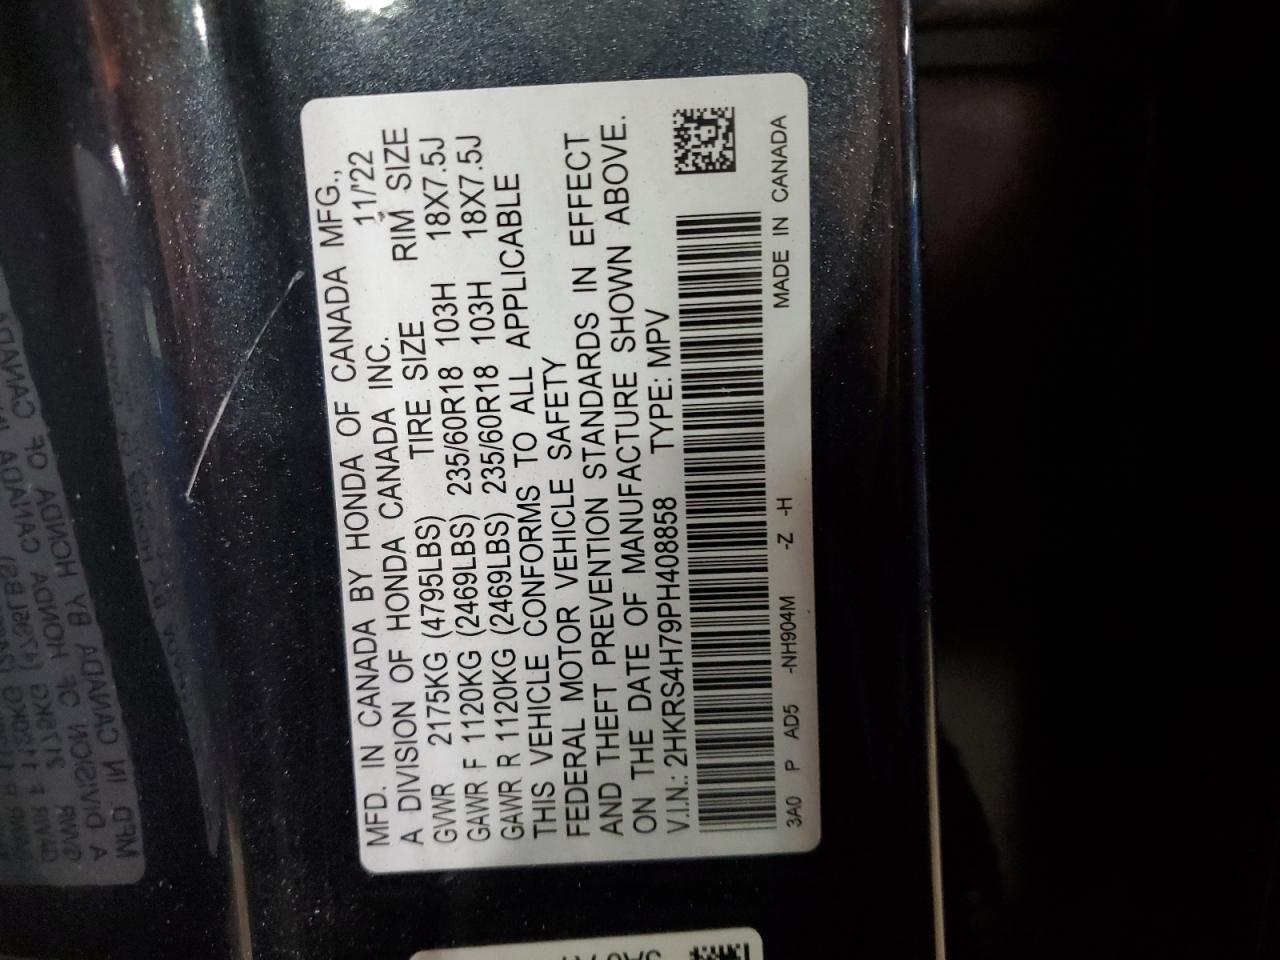 MFD. IN CANADA BY HONDA OF CANADA MFG.,
A DIVISION OF HONDA CANADA INC. 11/'22
TIRE SIZE RIM SIZE
GVWR 2175KG (4795LBS)
GAWR F 1120KG (2469LBS) 235/60R18 103H 18X7.5J
GAWR R 1120KG (2469LBS) 235/60R18 103H 18X7.5J
THIS VEHICLE CONFORMS TO ALL APPLICABLE
FEDERAL MOTOR VEHICLE SAFETY
AND THEFT PREVENTION STANDARDS IN EFFECT
ON THE DATE OF MANUFACTURE SHOWN ABOVE.
V.I.N.: 2HKRS4H79PH408858 TYPE: MPV
3A0 P AD5 -NH904M -Z -H MADE IN CANADA